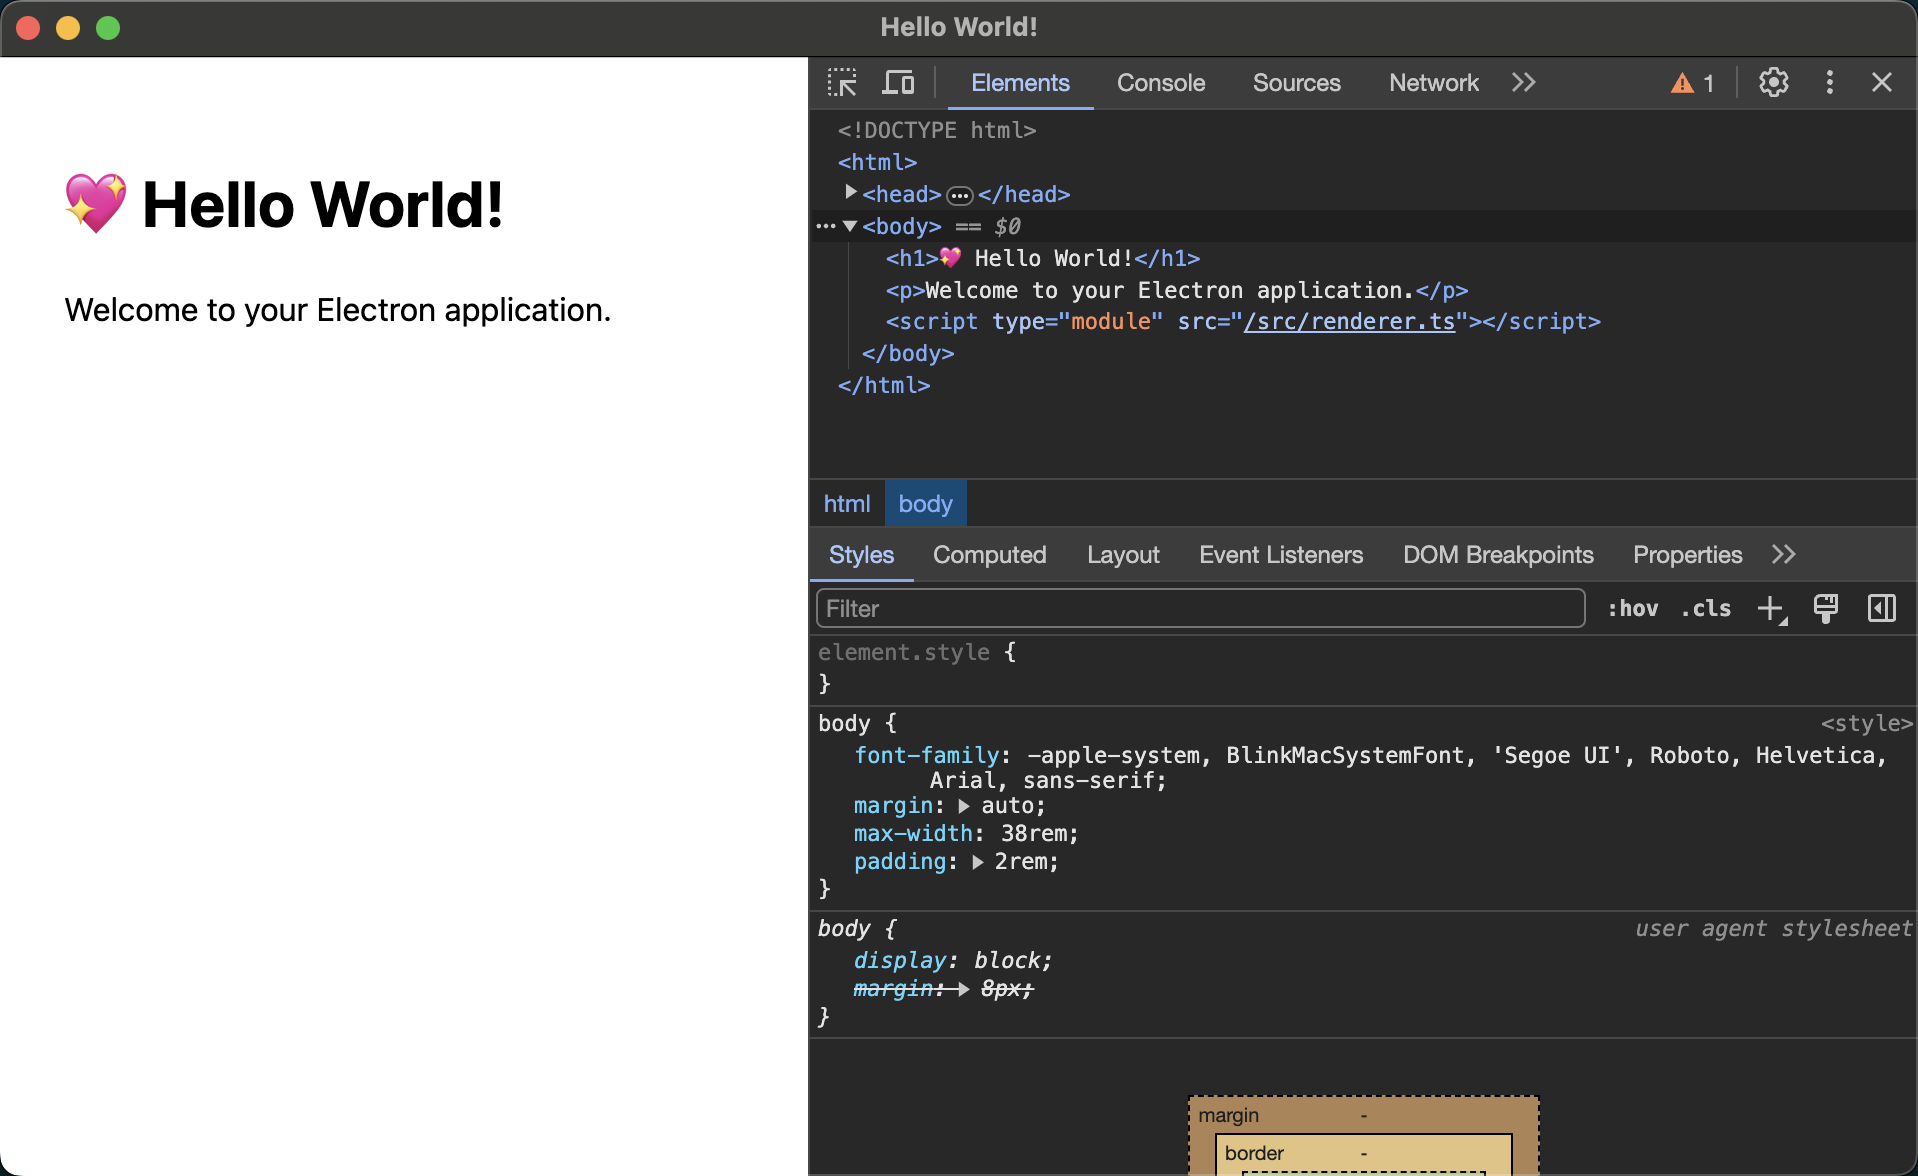 Hello World!
💖 Hello World!
Welcome to your Electron application.
Elements Console Sources Network 1
<!DOCTYPE html>
<html>
<head> ••• </head>
••• <body> == $0
<h1>💖 Hello World!</h1>
<p>Welcome to your Electron application.</p>
<script type="module" src="/src/renderer.ts"></script>
</body>
</html>
html body
Styles Computed Layout Event Listeners DOM Breakpoints Properties
Filter :hov .cls
element.style {
}
body { <style>
font-family: -apple-system, BlinkMacSystemFont, 'Segoe UI', Roboto, Helvetica,
Arial, sans-serif;
margin: auto;
max-width: 38rem;
padding: 2rem;
}
body { user agent stylesheet
display: block;
margin: 8px;
}
margin -
border -